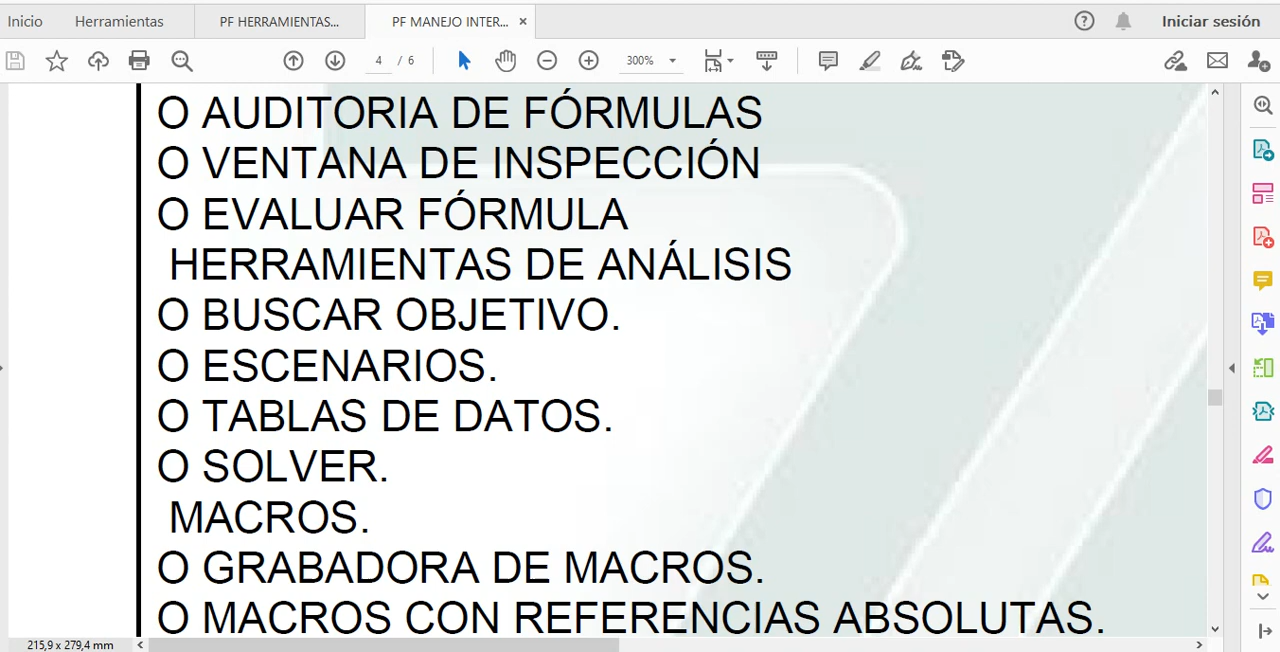 Inicio Herramientas PF HERRAMIENTAS... PF MANEJO INTER... × Iniciar sesión
4 / 6 300%
O AUDITORIA DE FÓRMULAS
O VENTANA DE INSPECCIÓN
O EVALUAR FÓRMULA
HERRAMIENTAS DE ANÁLISIS
O BUSCAR OBJETIVO.
O ESCENARIOS.
O TABLAS DE DATOS.
O SOLVER.
MACROS.
O GRABADORA DE MACROS.
O MACROS CON REFERENCIAS ABSOLUTAS.
215,9 x 279,4 mm